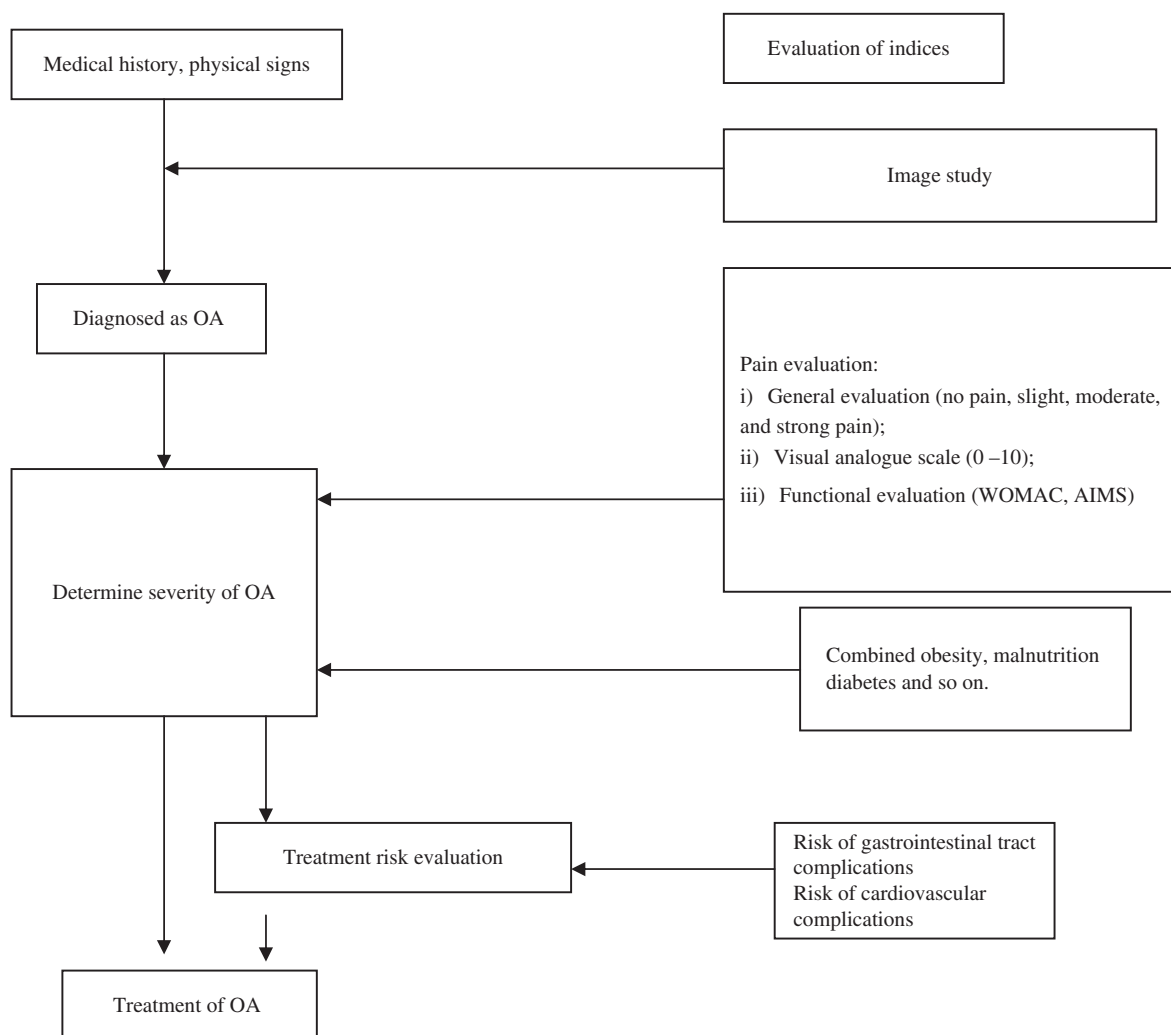 Medical history, physical signs
Evaluation of indices
Image study
Diagnosed as OA
Pain evaluation:
i) General evaluation (no pain, slight, moderate,
and strong pain);
ii) Visual analogue scale (0 –10);
iii) Functional evaluation (WOMAC, AIMS)
Determine severity of OA
Combined obesity, malnutrition
diabetes and so on.
Treatment risk evaluation
Risk of gastrointestinal tract
complications
Risk of cardiovascular
complications
Treatment of OA